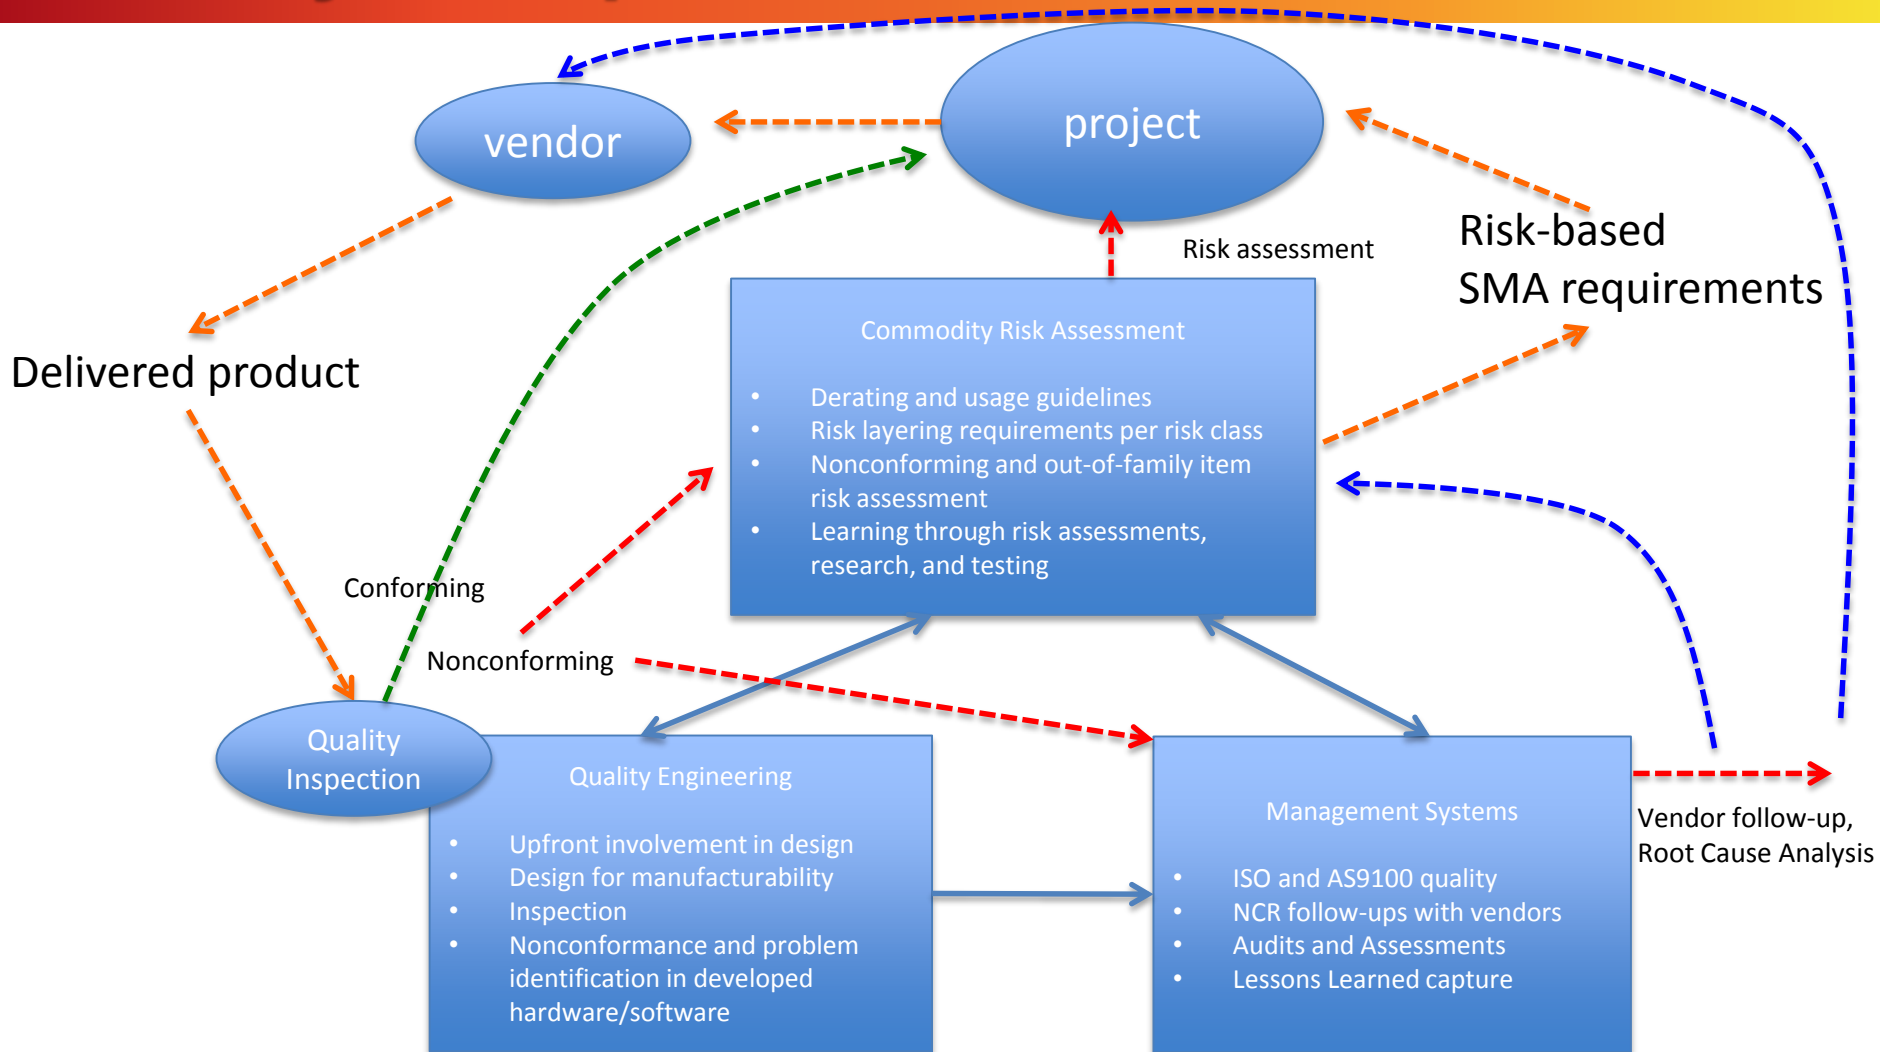 vendor
project
Risk assessment
Risk-based
SMA requirements
Delivered product
Commodity Risk Assessment
• Derating and usage guidelines
• Risk layering requirements per risk class
• Nonconforming and out-of-family item
risk assessment
• Learning through risk assessments,
research, and testing
Conforming
Nonconforming
Quality
Inspection
Quality Engineering
• Upfront involvement in design
• Design for manufacturability
• Inspection
• Nonconformance and problem
identification in developed
hardware/software
Management Systems
• ISO and AS9100 quality
• NCR follow-ups with vendors
• Audits and Assessments
• Lessons Learned capture
Vendor follow-up,
Root Cause Analysis